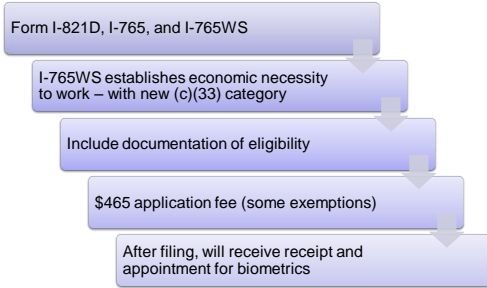 Form I-821D, I-765, and I-765WS
I-765WS establishes economic necessity
to work – with new (c)(33) category
Include documentation of eligibility
$465 application fee (some exemptions)
After filing, will receive receipt and
appointment for biometrics